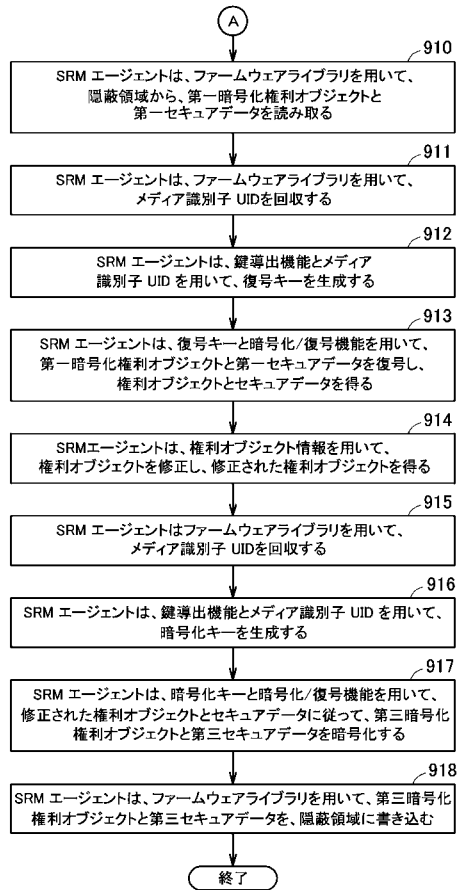 A
910
SRM エージェントは、ファームウェアライブラリを用いて、
隠蔽領域から、第一暗号化権利オブジェクトと
第一セキュアデータを読み取る
911
SRM エージェントは、ファームウェアライブラリを用いて、
メディア識別子 UIDを回収する
912
SRM エージェントは、鍵導出機能とメディア
識別子 UID を用いて、復号キーを生成する
913
SRM エージェントは、復号キーと暗号化/復号機能を用いて、
第一暗号化権利オブジェクトと第一セキュアデータを復号し、
権利オブジェクトとセキュアデータを得る
914
SRMエージェントは、権利オブジェクト情報を用いて、
権利オブジェクトを修正し、修正された権利オブジェクトを得る
915
SRM エージェントはファームウェアライブラリを用いて、
メディア識別子 UIDを回収する
916
SRM エージェントは、鍵導出機能とメディア識別子 UID を用いて、
暗号化キーを生成する
917
SRM エージェントは、暗号化キーと暗号化/復号機能を用いて、
修正された権利オブジェクトとセキュアデータに従って、第三暗号化
権利オブジェクトと第三セキュアデータを暗号化する
918
SRM エージェントは、ファームウェアライブラリを用いて、第三暗号化
権利オブジェクトと第三セキュアデータを、隠蔽領域に書き込む
終了